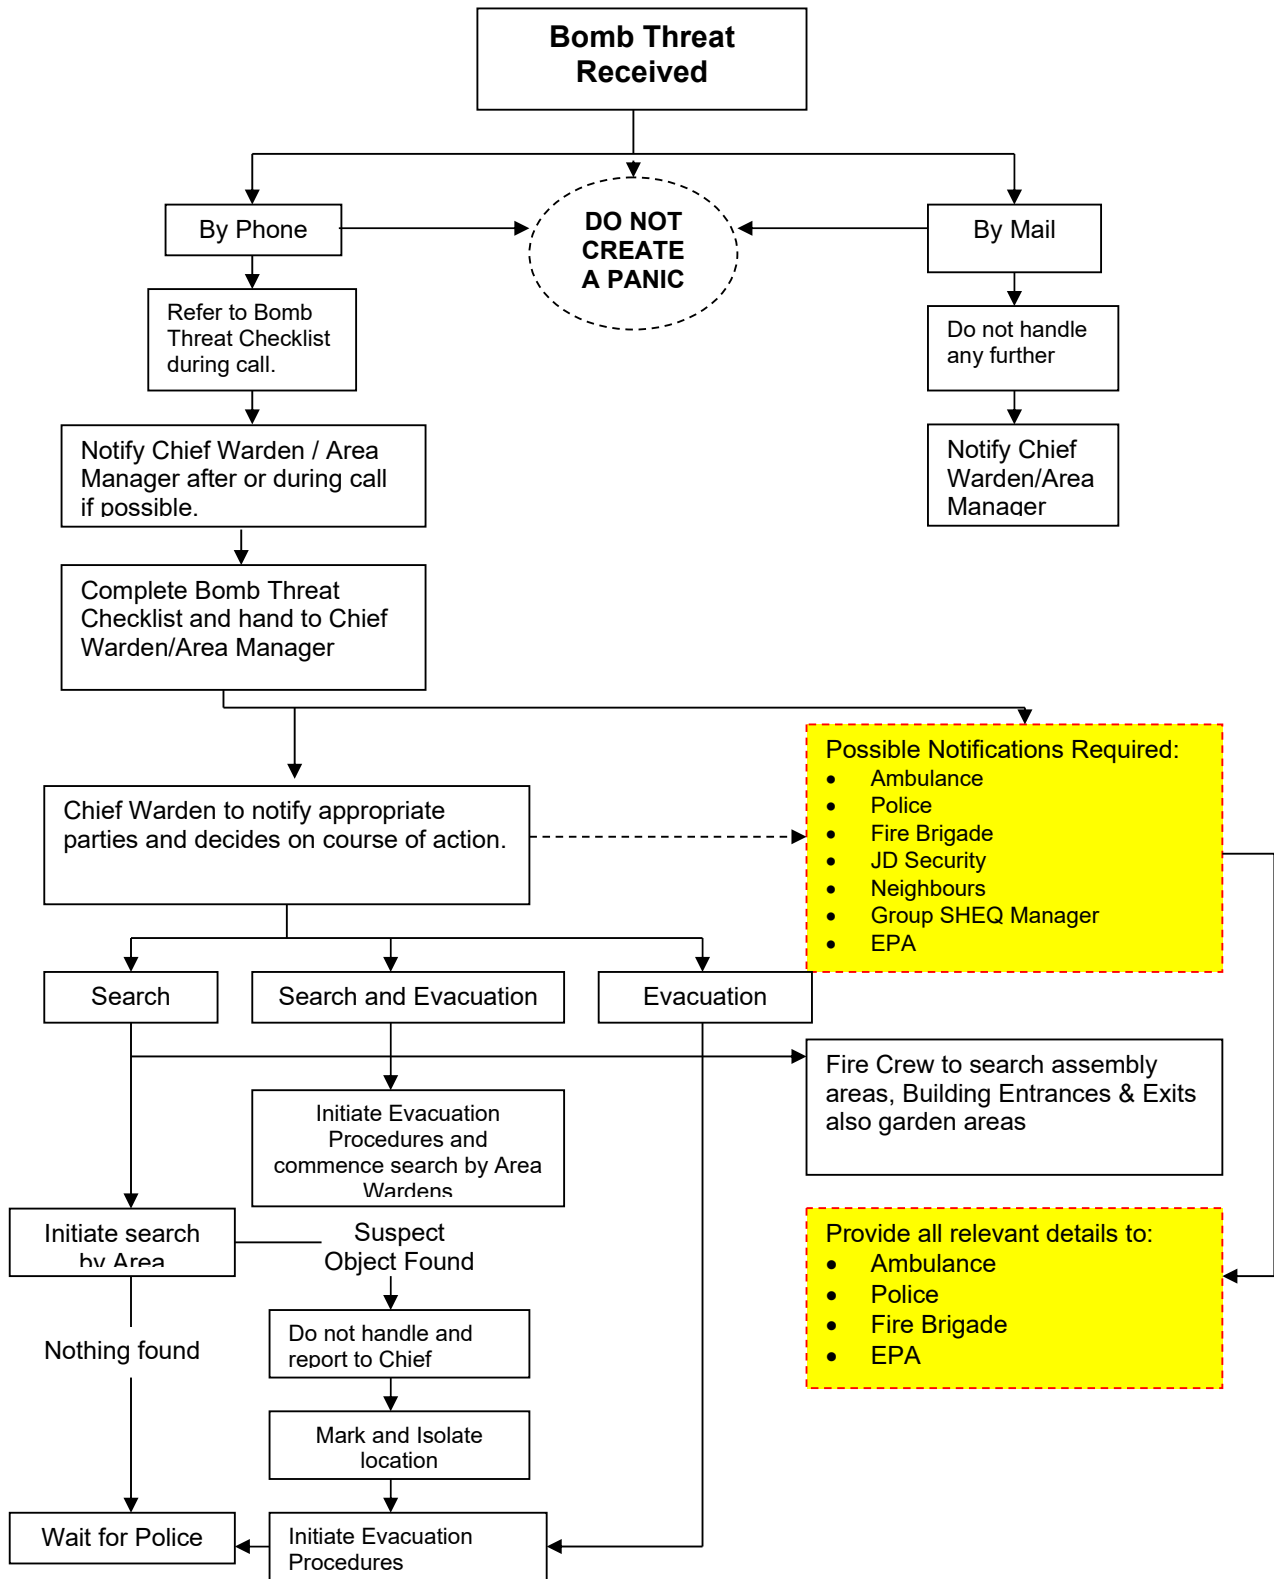 Bomb Threat
Received
By Phone
DO NOT
CREATE
A PANIC
By Mail
Refer to Bomb
Threat Checklist
during call.
Do not handle
any further
Notify Chief Warden / Area
Manager after or during call
if possible.
Notify Chief
Warden/Area
Manager
Complete Bomb Threat
Checklist and hand to Chief
Warden/Area Manager
Possible Notifications Required:
• Ambulance
• Police
• Fire Brigade
• JD Security
• Neighbours
• Group SHEQ Manager
• EPA
Chief Warden to notify appropriate
parties and decides on course of action.
Search
Search and Evacuation
Evacuation
Fire Crew to search assembly
areas, Building Entrances & Exits
also garden areas
Initiate Evacuation
Procedures and
commence search by Area
Wardens
Initiate search
by Area
Suspect
Object Found
Provide all relevant details to:
• Ambulance
• Police
• Fire Brigade
• EPA
Nothing found
Do not handle and
report to Chief
Mark and Isolate
location
Wait for Police
Initiate Evacuation
Procedures